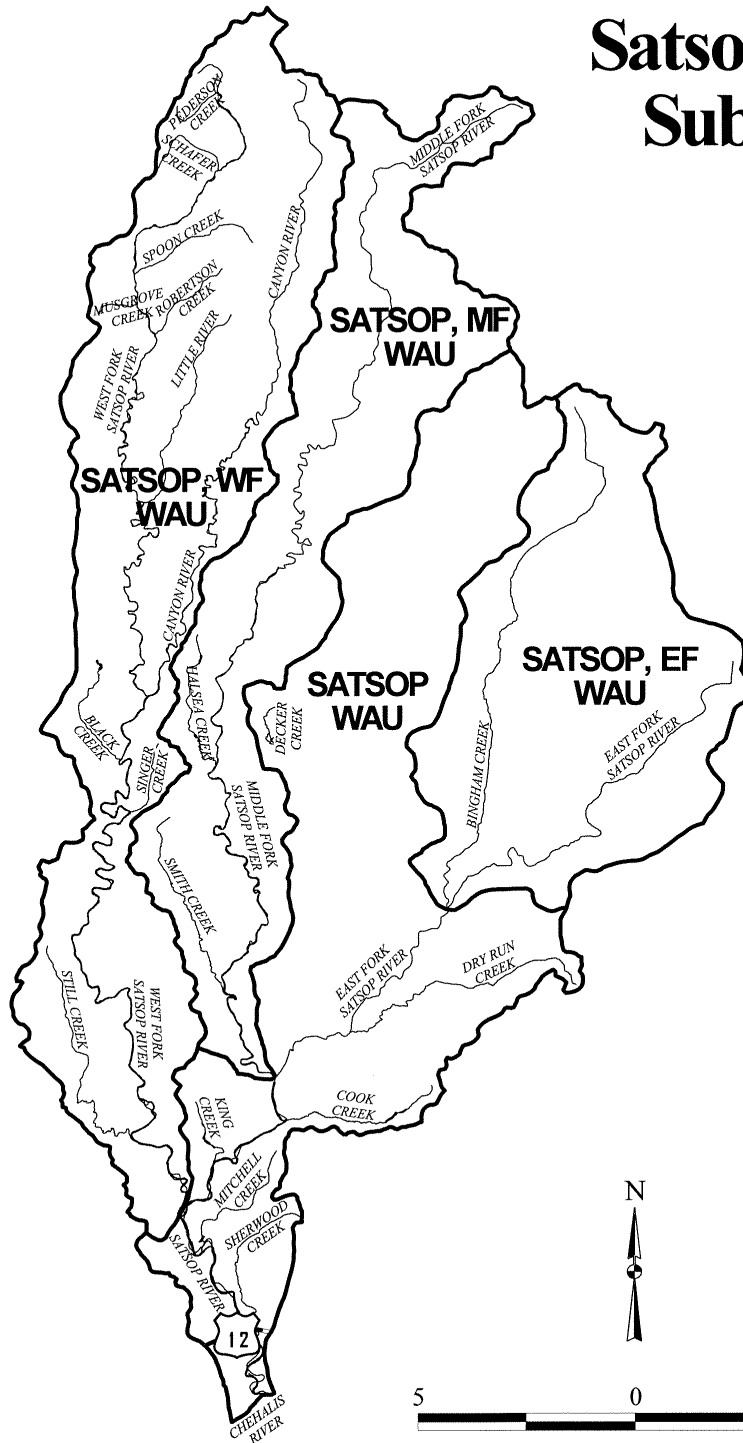 Satso
Sub
PEDERSON
CREEK
SCHAFER
CREEK
MIDDLE FORK
SATSOP RIVER
SPOON CREEK
CANYON RIVER
MUSGROVE
CREEK
ROBERTSON
CREEK
LITTLE RIVER
WEST FORK
SATSOP RIVER
SATSOP, MF
WAU
SATSOP, WF
WAU
CANYON RIVER
HALSEA CREEK
SATSOP
WAU
SATSOP, EF
WAU
BLACK
CREEK
SINGER
CREEK
DECKER
CREEK
BINGHAM CREEK
EAST FORK
SATSOP RIVER
MIDDLE FORK
SATSOP RIVER
SMITH CREEK
STILL CREEK
WEST FORK
SATSOP RIVER
EAST FORK
SATSOP RIVER
DRY RUN
CREEK
KING
CREEK
COOK
CREEK
MITCHELL
CREEK
SHERWOOD
CREEK
SATSOP RIVER
12
CHEHALIS
RIVER
N
5 0